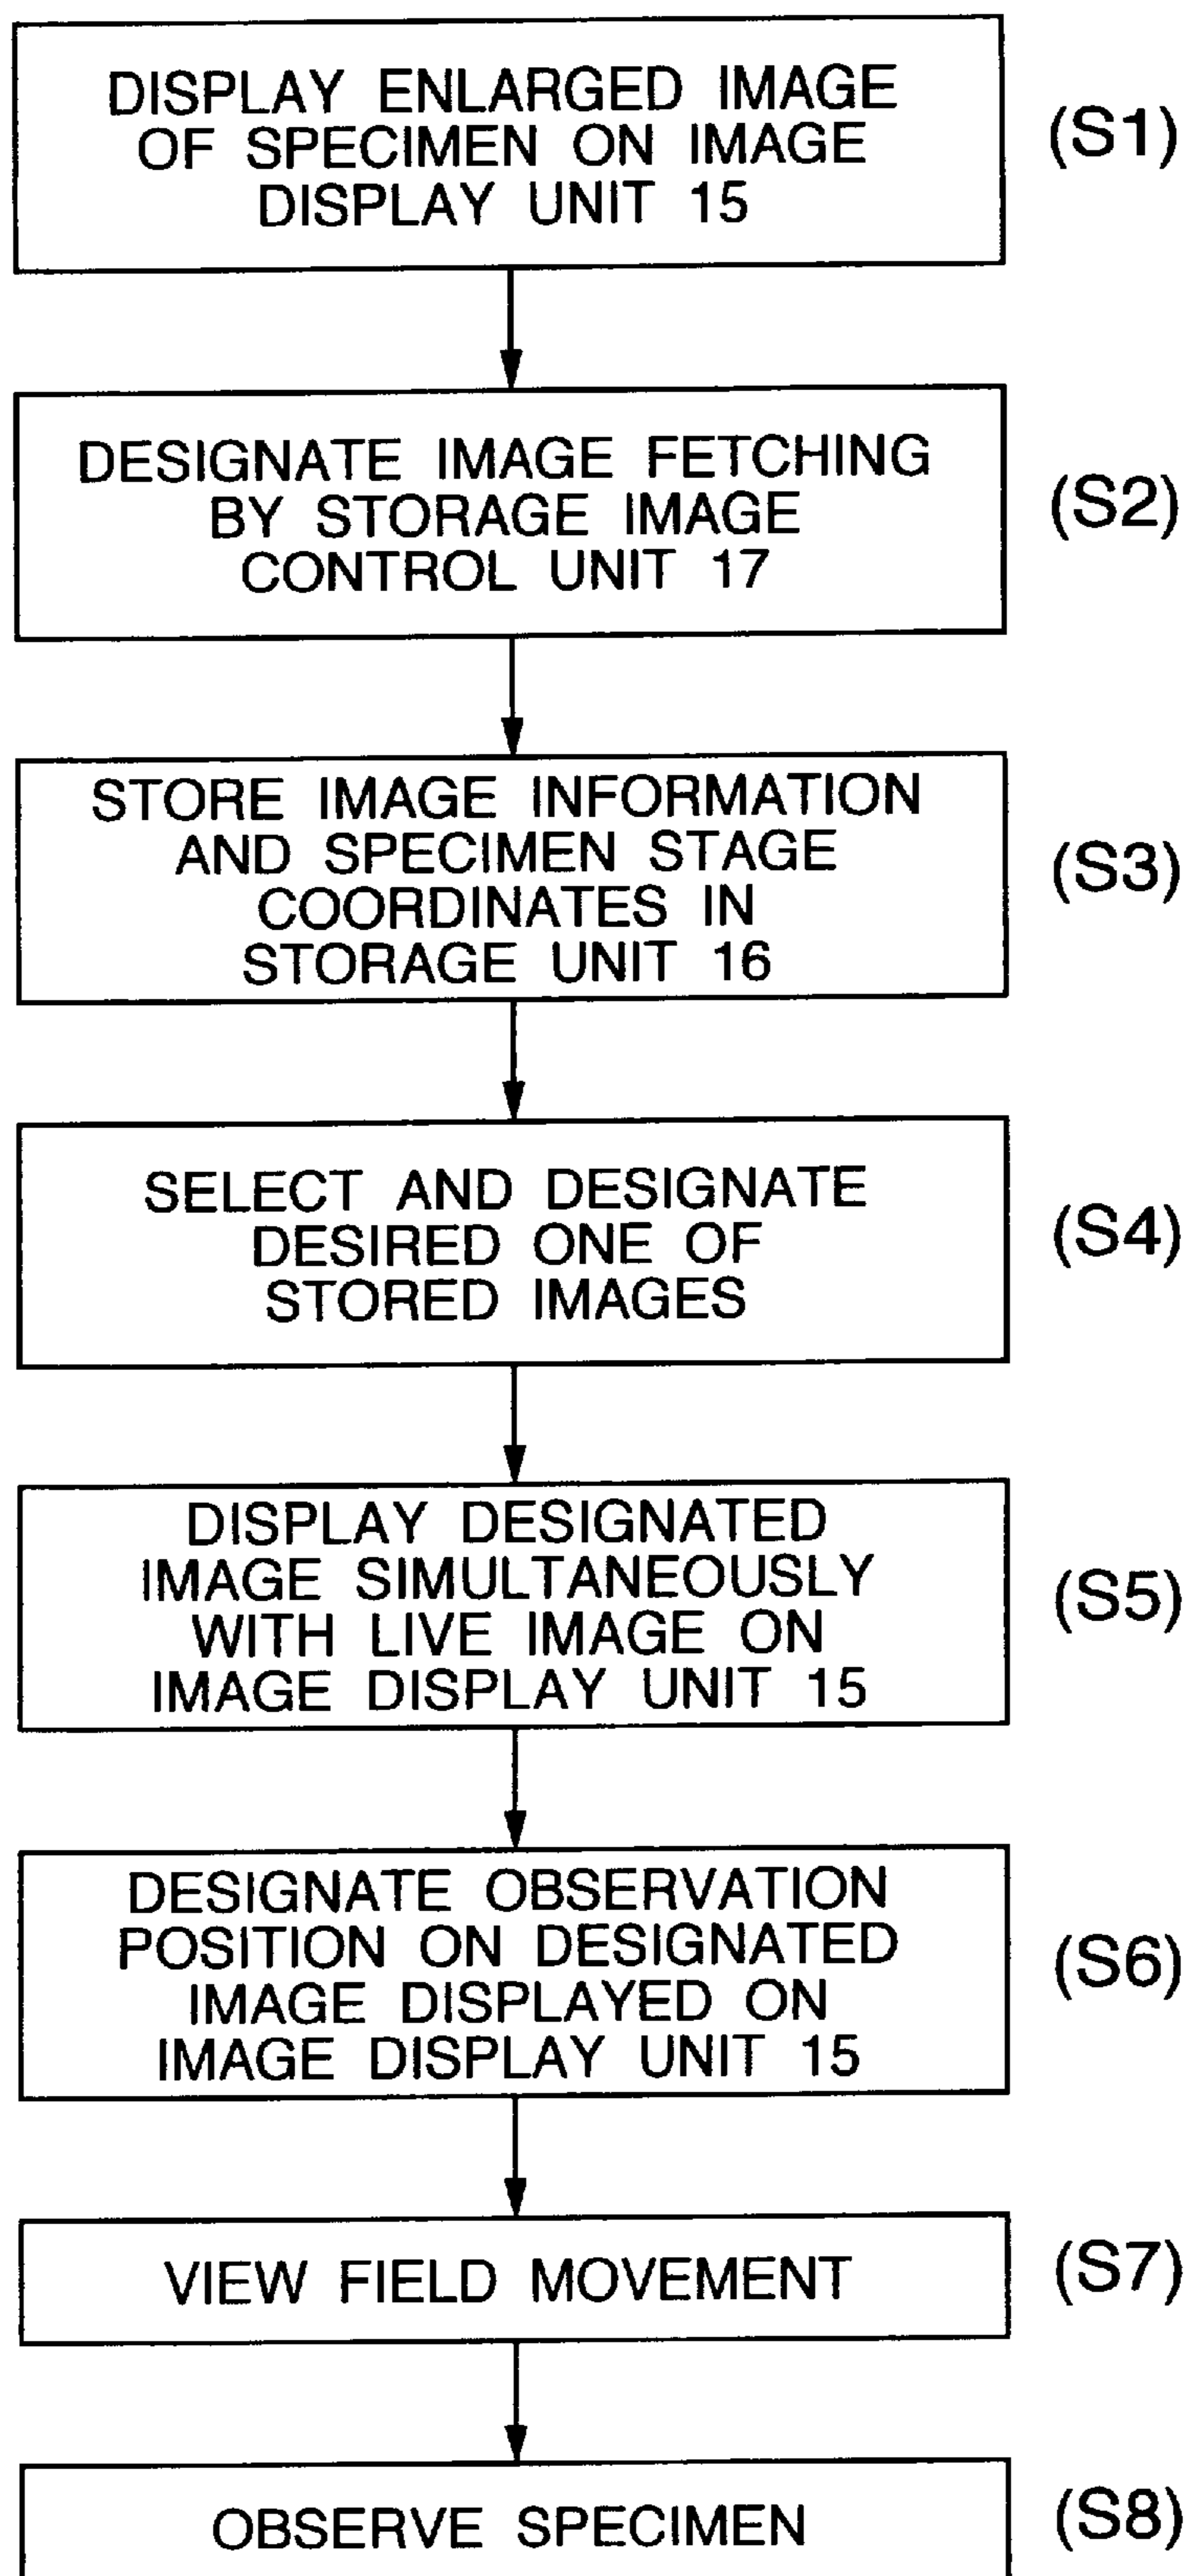 DISPLAY ENLARGED IMAGE
OF SPECIMEN ON IMAGE
DISPLAY UNIT 15
(S1)
DESIGNATE IMAGE FETCHING
BY STORAGE IMAGE
CONTROL UNIT 17
(S2)
STORE IMAGE INFORMATION
AND SPECIMEN STAGE
COORDINATES IN
STORAGE UNIT 16
(S3)
SELECT AND DESIGNATE
DESIRED ONE OF
STORED IMAGES
(S4)
DISPLAY DESIGNATED
IMAGE SIMULTANEOUSLY
WITH LIVE IMAGE ON
IMAGE DISPLAY UNIT 15
(S5)
DESIGNATE OBSERVATION
POSITION ON DESIGNATED
IMAGE DISPLAYED ON
IMAGE DISPLAY UNIT 15
(S6)
VIEW FIELD MOVEMENT
(S7)
OBSERVE SPECIMEN
(S8)